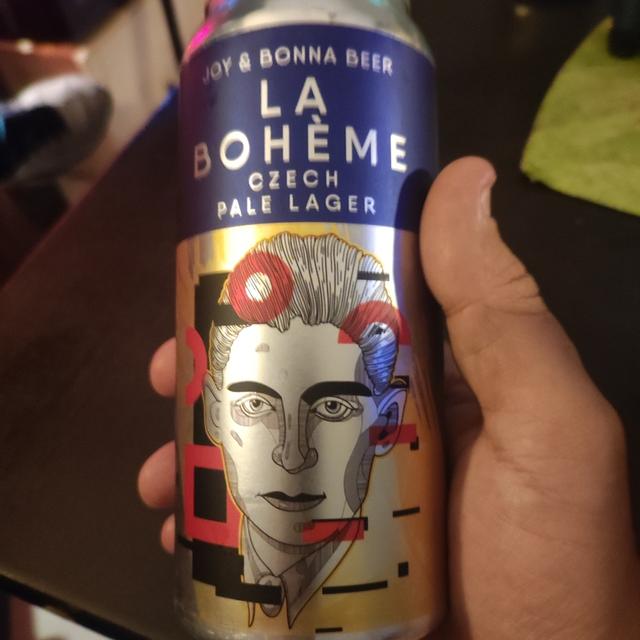 JOY & BONNA BEER
LA
BOHÈME
CZECH
PALE LAGER